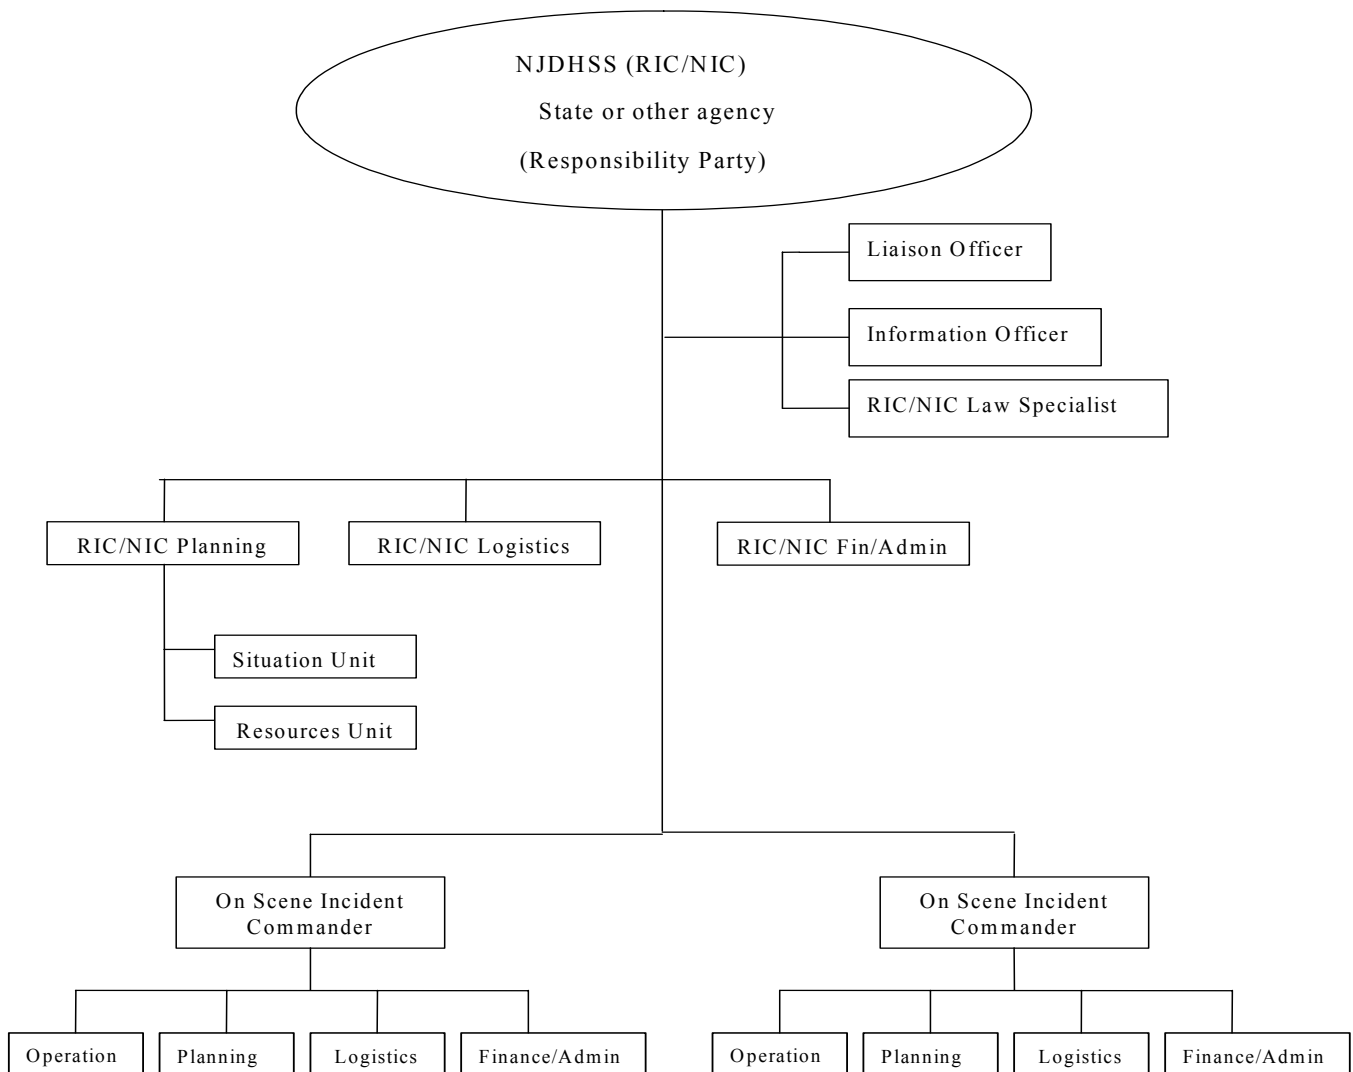 NJDHSS (RIC/NIC)
State or other agency
(Responsibility Party)
Liaison Officer
Information Officer
RIC/NIC Law Specialist
RIC/NIC Planning
RIC/NIC Logistics
RIC/NIC Fin/Admin
Situation Unit
Resources Unit
On Scene Incident
Commander
On Scene Incident
Commander
Operation
Planning
Logistics
Finance/Admin
Operation
Planning
Logistics
Finance/Admin